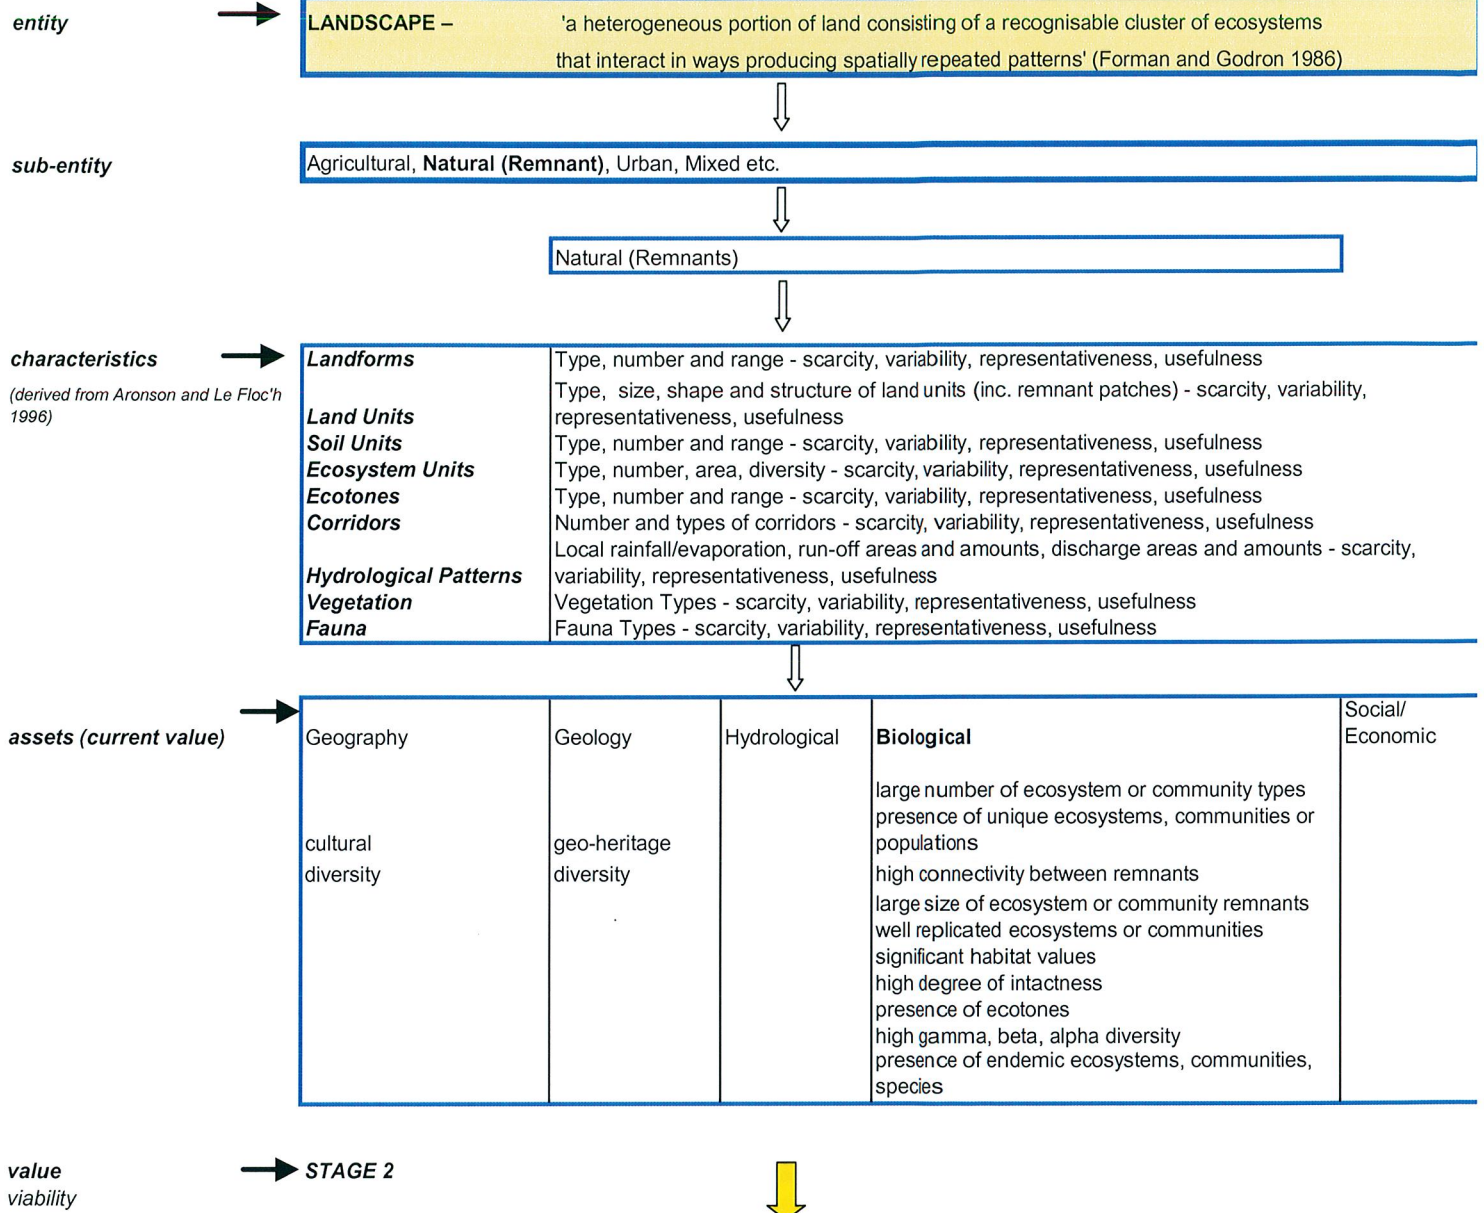 entity
LANDSCAPE – 'a heterogeneous portion of land consisting of a recognisable cluster of ecosystems
that interact in ways producing spatially repeated patterns' (Forman and Godron 1986)
sub-entity
Agricultural, Natural (Remnant), Urban, Mixed etc.
Natural (Remnants)
characteristics
(derived from Aronson and Le Floc'h
1996)
Landforms Type, number and range - scarcity, variability, representativeness, usefulness
Type, size, shape and structure of land units (inc. remnant patches) - scarcity, variability,
Land Units representativeness, usefulness
Soil Units Type, number and range - scarcity, variability, representativeness, usefulness
Ecosystem Units Type, number, area, diversity - scarcity, variability, representativeness, usefulness
Ecotones Type, number and range - scarcity, variability, representativeness, usefulness
Corridors Number and types of corridors - scarcity, variability, representativeness, usefulness
Local rainfall/evaporation, run-off areas and amounts, discharge areas and amounts - scarcity,
Hydrological Patterns variability, representativeness, usefulness
Vegetation Vegetation Types - scarcity, variability, representativeness, usefulness
Fauna Fauna Types - scarcity, variability, representativeness, usefulness
assets (current value)
Geography
cultural
diversity
Geology
geo-heritage
diversity
Hydrological
Biological
large number of ecosystem or community types
presence of unique ecosystems, communities or
populations
high connectivity between remnants
large size of ecosystem or community remnants
well replicated ecosystems or communities
significant habitat values
high degree of intactness
presence of ecotones
high gamma, beta, alpha diversity
presence of endemic ecosystems, communities,
species
Social/
Economic
value
viability
STAGE 2